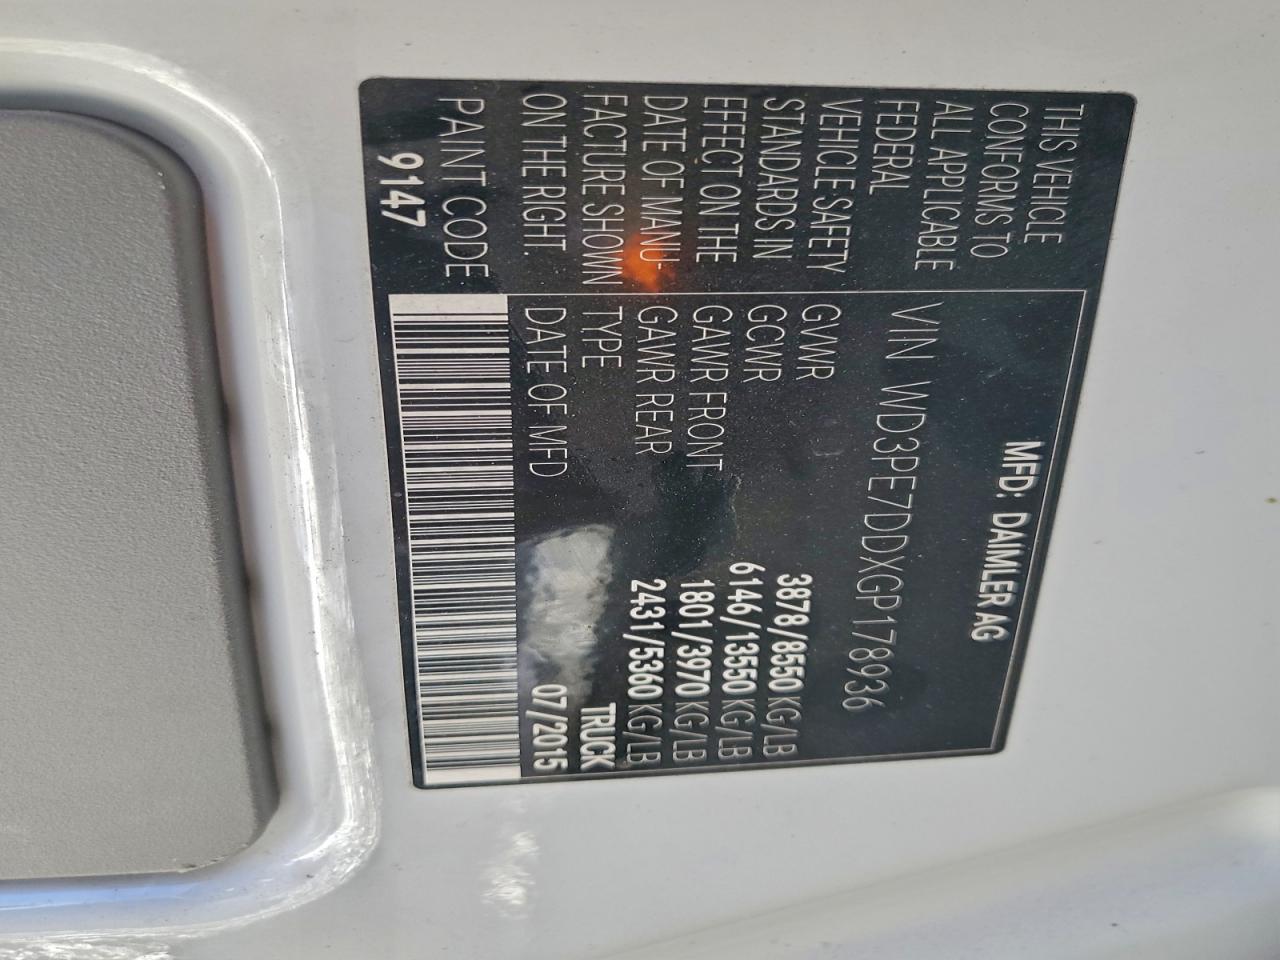 MFD: DAIMLER AG
THIS VEHICLE
CONFORMS TO
ALL APPLICABLE
FEDERAL
VEHICLE SAFETY
STANDARDS IN
EFFECT ON THE
DATE OF MANU-
FACTURE SHOWN
ON THE RIGHT.
PAINT CODE
9147
VIN WD3PE7DDXGP178936
GVWR 3878/8550 KG/LB
GCWR 6146/13550 KG/LB
GAWR FRONT 1801/3970 KG/LB
GAWR REAR 2431/5360 KG/LB
TYPE TRUCK
DATE OF MFD 07/2015